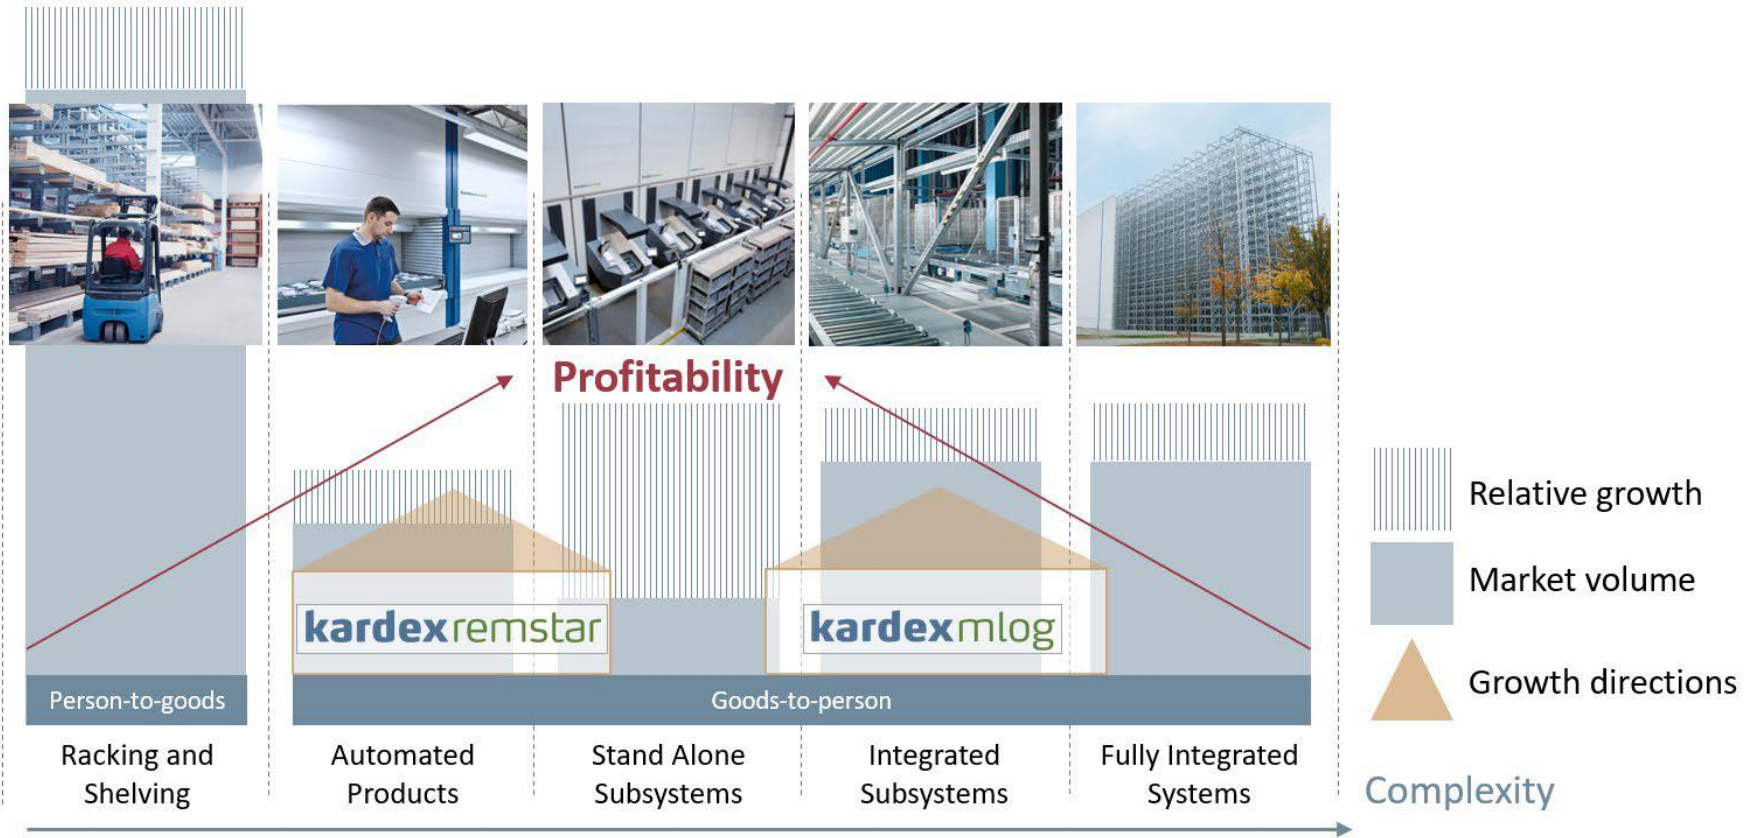 Profitability
Relative growth
Market volume
Growth directions
kardexremstar
kardexmlog
Person-to-goods
Goods-to-person
Racking and
Shelving
Automated
Products
Stand Alone
Subsystems
Integrated
Subsystems
Fully Integrated
Systems
Complexity